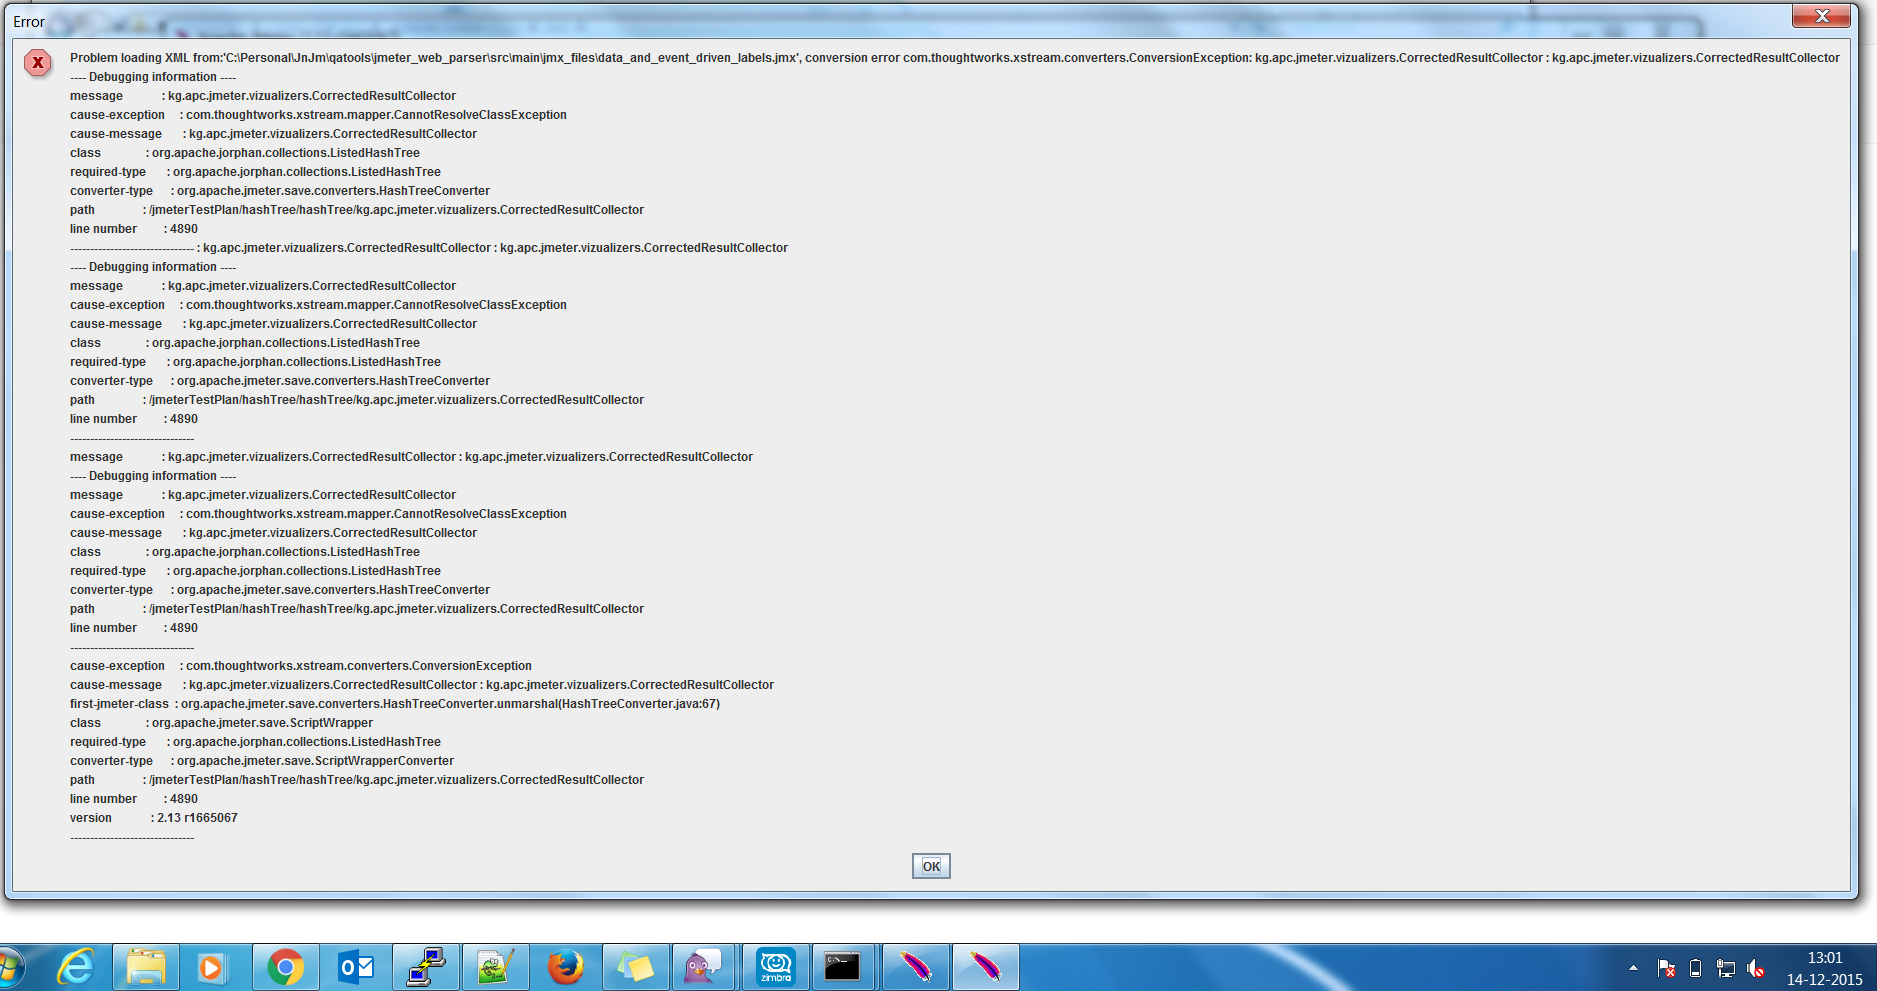 Error
Problem loading XML from:'C:\Personal\JnJm\qatools\jmeter_web_parser\src\main\jmx_files\data_and_event_driven_labels.jmx', conversion error com.thoughtworks.xstream.converters.ConversionException: kg.apc.jmeter.vizualizers.CorrectedResultCollector : kg.apc.jmeter.vizualizers.CorrectedResultCollector
---- Debugging information ----
message : kg.apc.jmeter.vizualizers.CorrectedResultCollector
cause-exception : com.thoughtworks.xstream.mapper.CannotResolveClassException
cause-message : kg.apc.jmeter.vizualizers.CorrectedResultCollector
class : org.apache.jorphan.collections.ListedHashTree
required-type : org.apache.jorphan.collections.ListedHashTree
converter-type : org.apache.jmeter.save.converters.HashTreeConverter
path : /jmeterTestPlan/hashTree/hashTree/kg.apc.jmeter.vizualizers.CorrectedResultCollector
line number : 4890
------------------------------- : kg.apc.jmeter.vizualizers.CorrectedResultCollector : kg.apc.jmeter.vizualizers.CorrectedResultCollector
---- Debugging information ----
message : kg.apc.jmeter.vizualizers.CorrectedResultCollector
cause-exception : com.thoughtworks.xstream.mapper.CannotResolveClassException
cause-message : kg.apc.jmeter.vizualizers.CorrectedResultCollector
class : org.apache.jorphan.collections.ListedHashTree
required-type : org.apache.jorphan.collections.ListedHashTree
converter-type : org.apache.jmeter.save.converters.HashTreeConverter
path : /jmeterTestPlan/hashTree/hashTree/kg.apc.jmeter.vizualizers.CorrectedResultCollector
line number : 4890
-------------------------------
message : kg.apc.jmeter.vizualizers.CorrectedResultCollector : kg.apc.jmeter.vizualizers.CorrectedResultCollector
---- Debugging information ----
message : kg.apc.jmeter.vizualizers.CorrectedResultCollector
cause-exception : com.thoughtworks.xstream.mapper.CannotResolveClassException
cause-message : kg.apc.jmeter.vizualizers.CorrectedResultCollector
class : org.apache.jorphan.collections.ListedHashTree
required-type : org.apache.jorphan.collections.ListedHashTree
converter-type : org.apache.jmeter.save.converters.HashTreeConverter
path : /jmeterTestPlan/hashTree/hashTree/kg.apc.jmeter.vizualizers.CorrectedResultCollector
line number : 4890
-------------------------------
cause-exception : com.thoughtworks.xstream.converters.ConversionException
cause-message : kg.apc.jmeter.vizualizers.CorrectedResultCollector : kg.apc.jmeter.vizualizers.CorrectedResultCollector
first-jmeter-class : org.apache.jmeter.save.converters.HashTreeConverter.unmarshal(HashTreeConverter.java:67)
class : org.apache.jmeter.save.ScriptWrapper
required-type : org.apache.jorphan.collections.ListedHashTree
converter-type : org.apache.jmeter.save.ScriptWrapperConverter
path : /jmeterTestPlan/hashTree/hashTree/kg.apc.jmeter.vizualizers.CorrectedResultCollector
line number : 4890
version : 2.13 r1665067
-------------------------------
OK
zimbra
13:01
14-12-2015